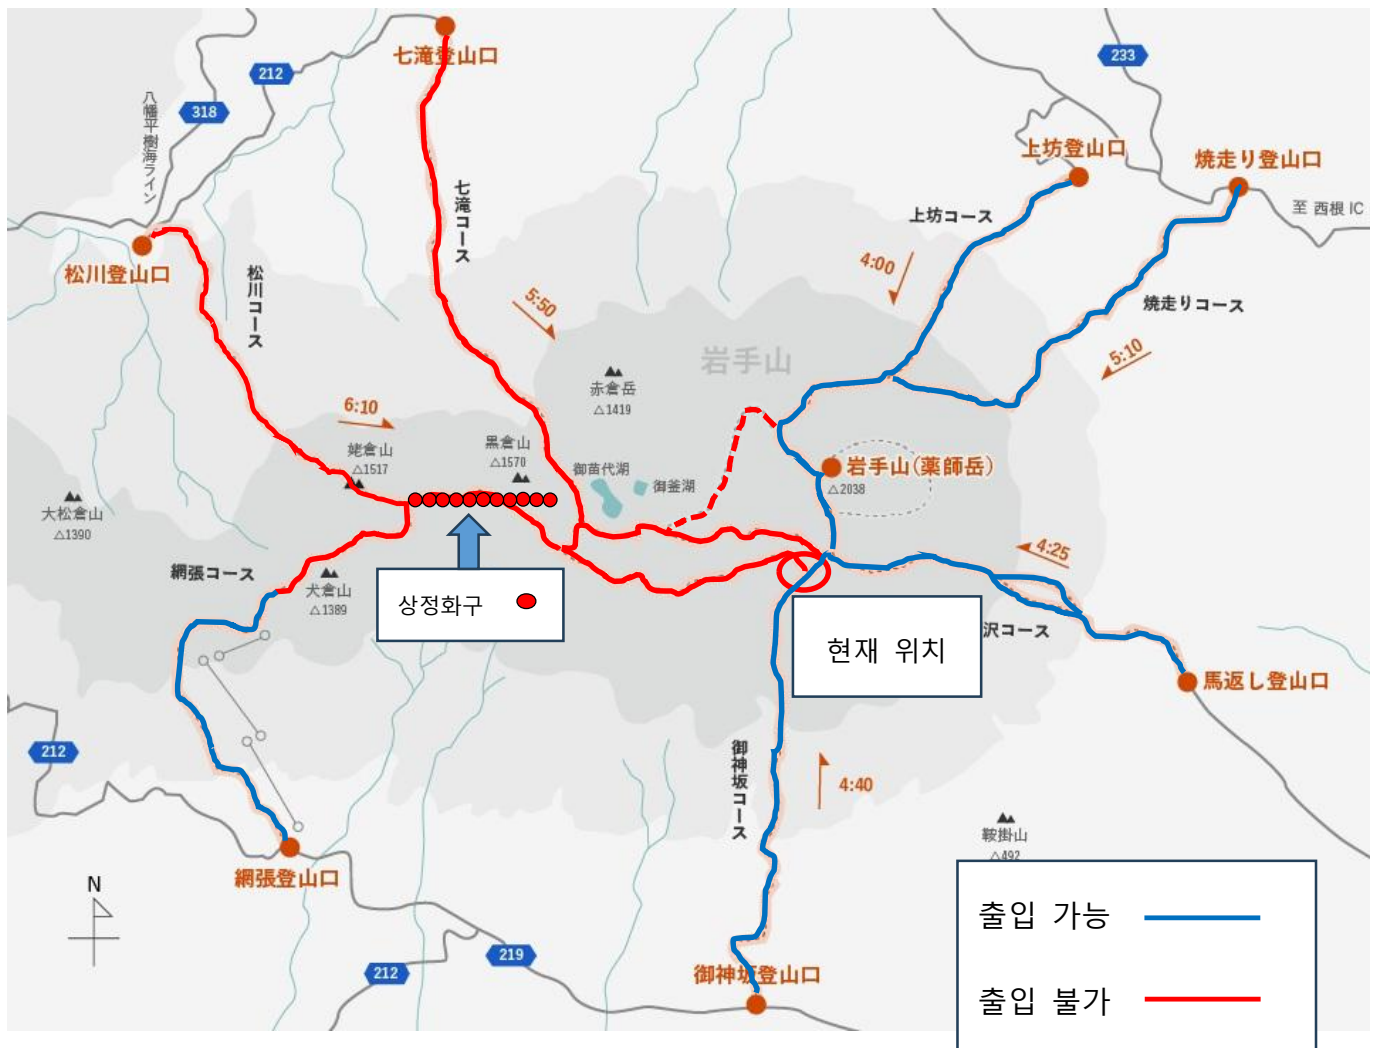 七滝登山口
212
233
318
八幡平樹海ライン
上坊登山口
焼走り登山口
至 西根 IC
七滝コース
上坊コース
松川登山口
松川コース
4:00
5:50
焼走りコース
5:10
岩手山
赤倉岳
△1419
6:10
姥倉山
△1517
黒倉山
△1570
御苗代湖
御釜湖
岩手山(薬師岳)
△2038
大松倉山
△1390
4:25
網張コース
犬倉山
△1389
상정화구
현재 위치
沢コース
馬返し登山口
212
御神坂コース
4:40
鞍掛山
△492
網張登山口
N
출입 가능
219
212
御神坂登山口
출입 불가